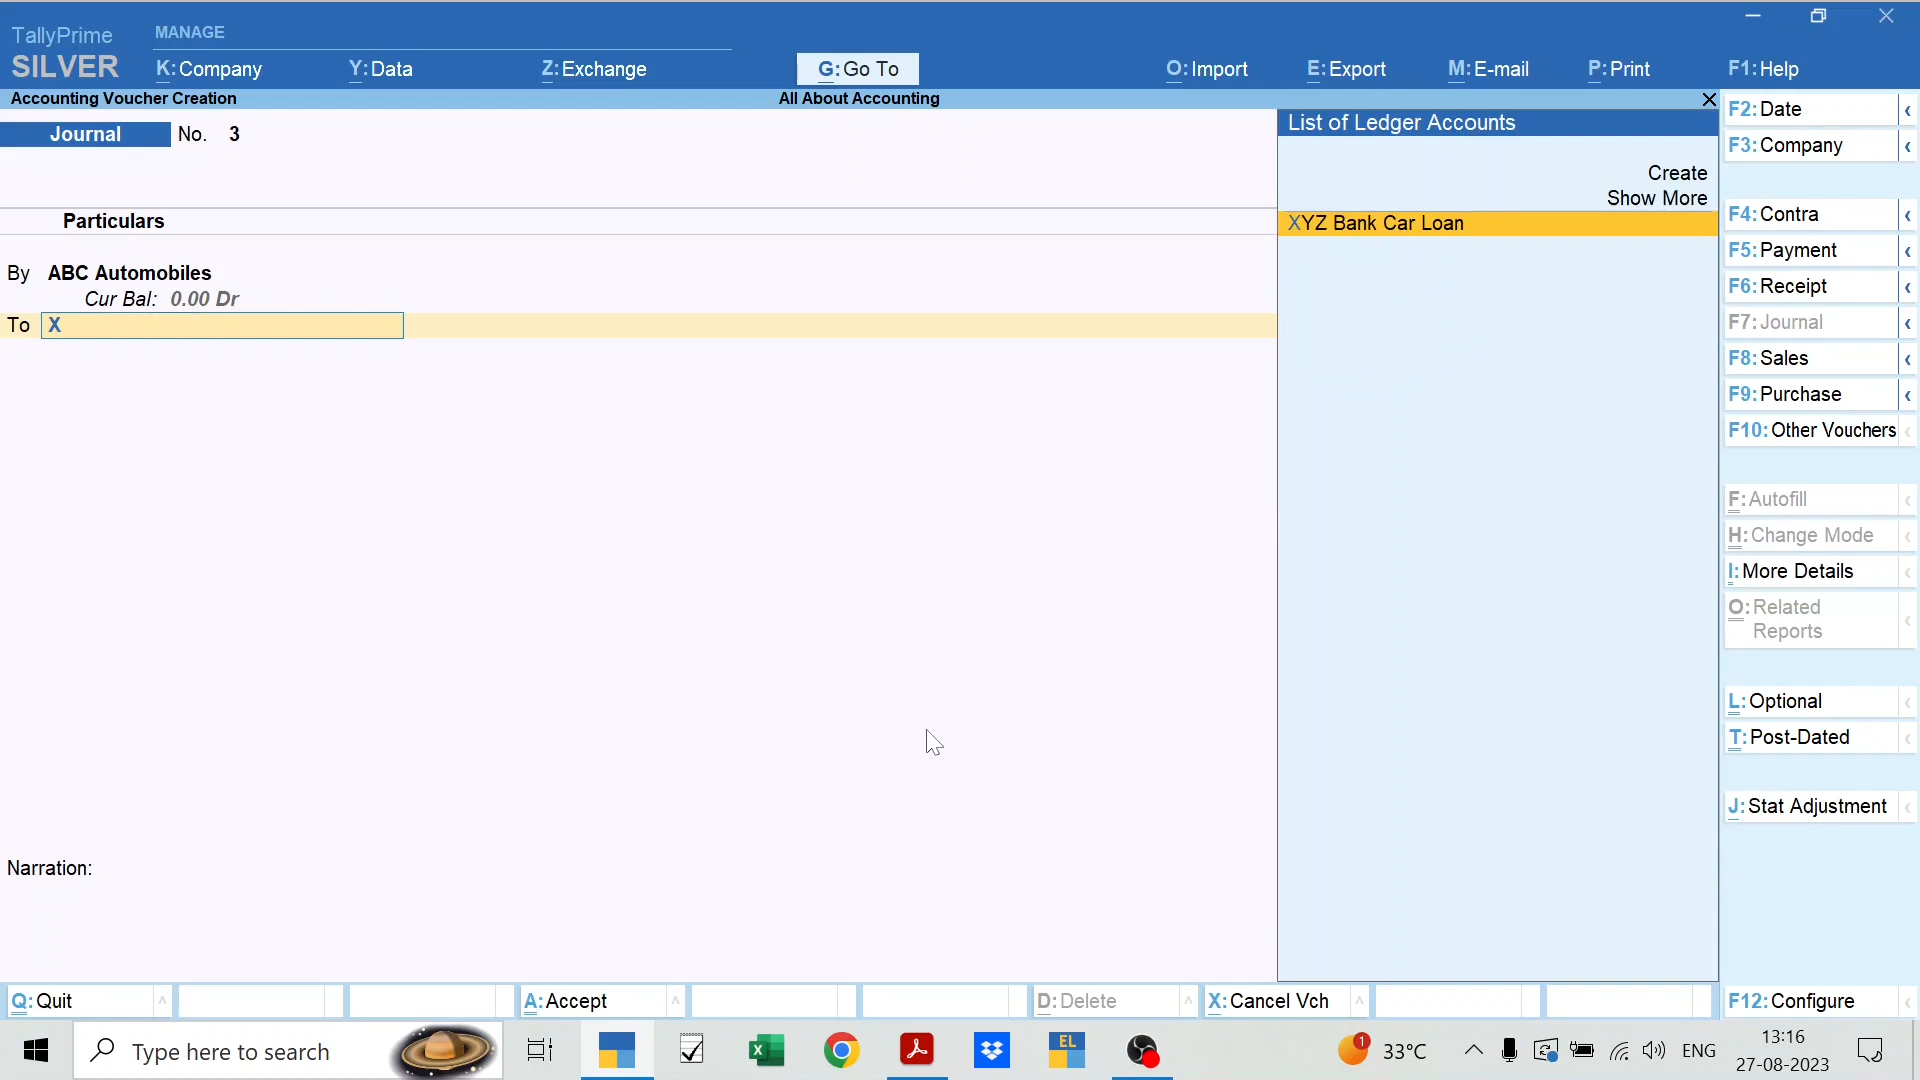 TallyPrime
SILVER
MANAGE
K: Company
Y: Data
Z: Exchange
G: Go To
O: Import
E: Export
M: E-mail
P: Print
F1: Help
Accounting Voucher Creation
All About Accounting
Journal No. 3
Particulars
By ABC Automobiles
Cur Bal: 0.00 Dr
To X
Narration:
List of Ledger Accounts
Create
Show More
XYZ Bank Car Loan
F2: Date
F3: Company
F4: Contra
F5: Payment
F6: Receipt
F7: Journal
F8: Sales
F9: Purchase
F10: Other Vouchers
F: Autofill
H: Change Mode
I: More Details
O: Related
Reports
L: Optional
T: Post-Dated
J: Stat Adjustment
F12: Configure
Q: Quit
A: Accept
D: Delete
X: Cancel Vch
Type here to search
EL
1
33°C
ENG
13:16
27-08-2023